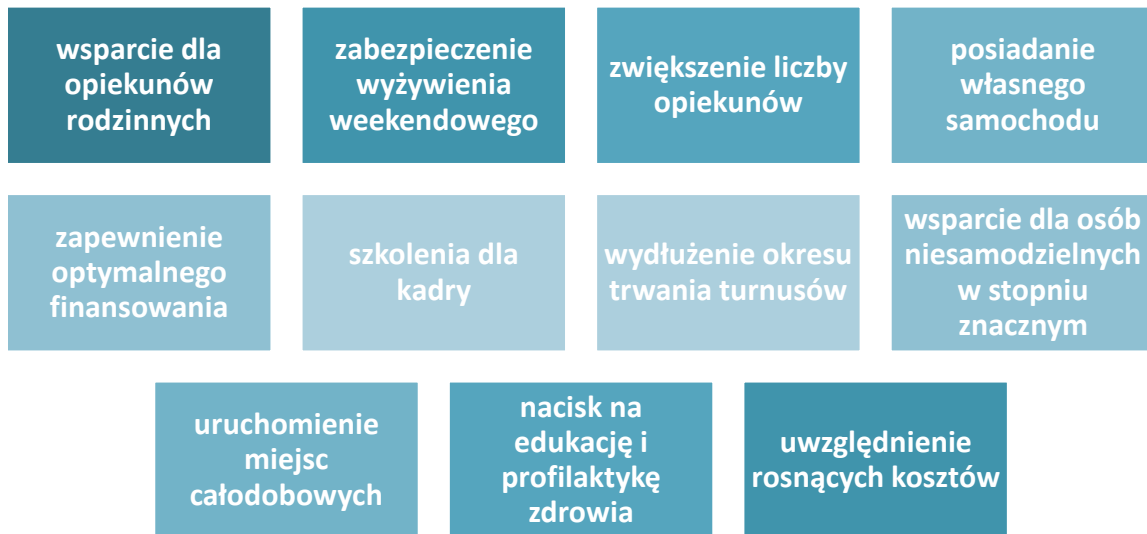 wsparcie dla
opiekunów
rodzinnych
zabezpieczenie
wyżywienia
weekendowego
zwiększenie liczby
opiekunów
posiadanie
własnego
samochodu
zapewnienie
optymalnego
finansowania
szkolenia dla
kadry
wydłużenie okresu
trwania turnusów
wsparcie dla osób
niesamodzielnych
w stopniu
znacznym
uruchomienie
miejsc
całodobowych
nacisk na
edukację i
profilaktykę
zdrowia
uwzględnienie
rosnących kosztów